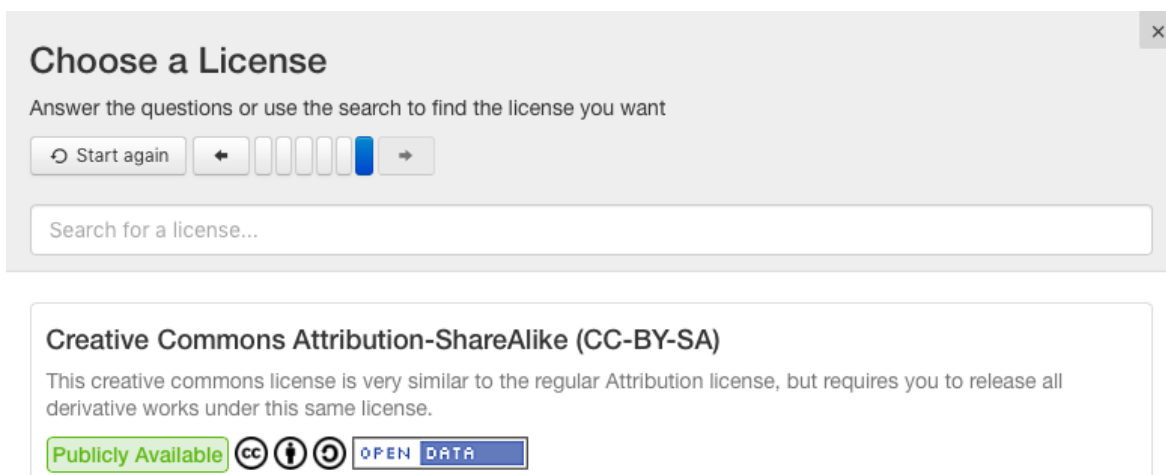 ×
Choose a License
Answer the questions or use the search to find the license you want
Start again
Search for a license...
Creative Commons Attribution-ShareAlike (CC-BY-SA)
This creative commons license is very similar to the regular Attribution license, but requires you to release all
derivative works under this same license.
Publicly Available cc OPEN DATA